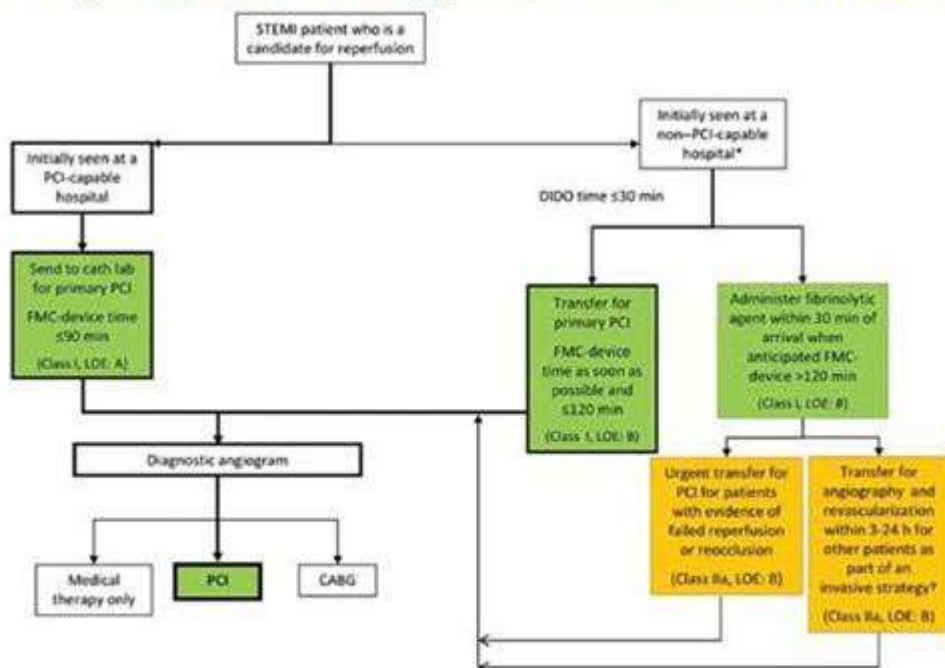 STEMI patient who is a
candidate for reperfusion
Initially seen at a
PCI-capable
hospital
Initially seen at a
non–PCI-capable
hospital*
DIDO time ≤30 min
Send to cath lab
for primary PCI
FMC-device time
≤90 min
(Class I, LOE: A)
Transfer for
primary PCI
FMC-device
time as soon as
possible and
≤120 min
(Class I, LOE: B)
Administer fibrinolytic
agent within 30 min of
arrival when
anticipated FMC-
device >120 min
(Class I, LOE: B)
Diagnostic angiogram
Medical
therapy only
PCI
CABG
Urgent transfer for
PCI for patients
with evidence of
failed reperfusion
or reocclusion
(Class IIa, LOE: B)
Transfer for
angiography and
revascularization
within 3-24 h for
other patients as
part of an
invasive strategy†
(Class IIa, LOE: B)